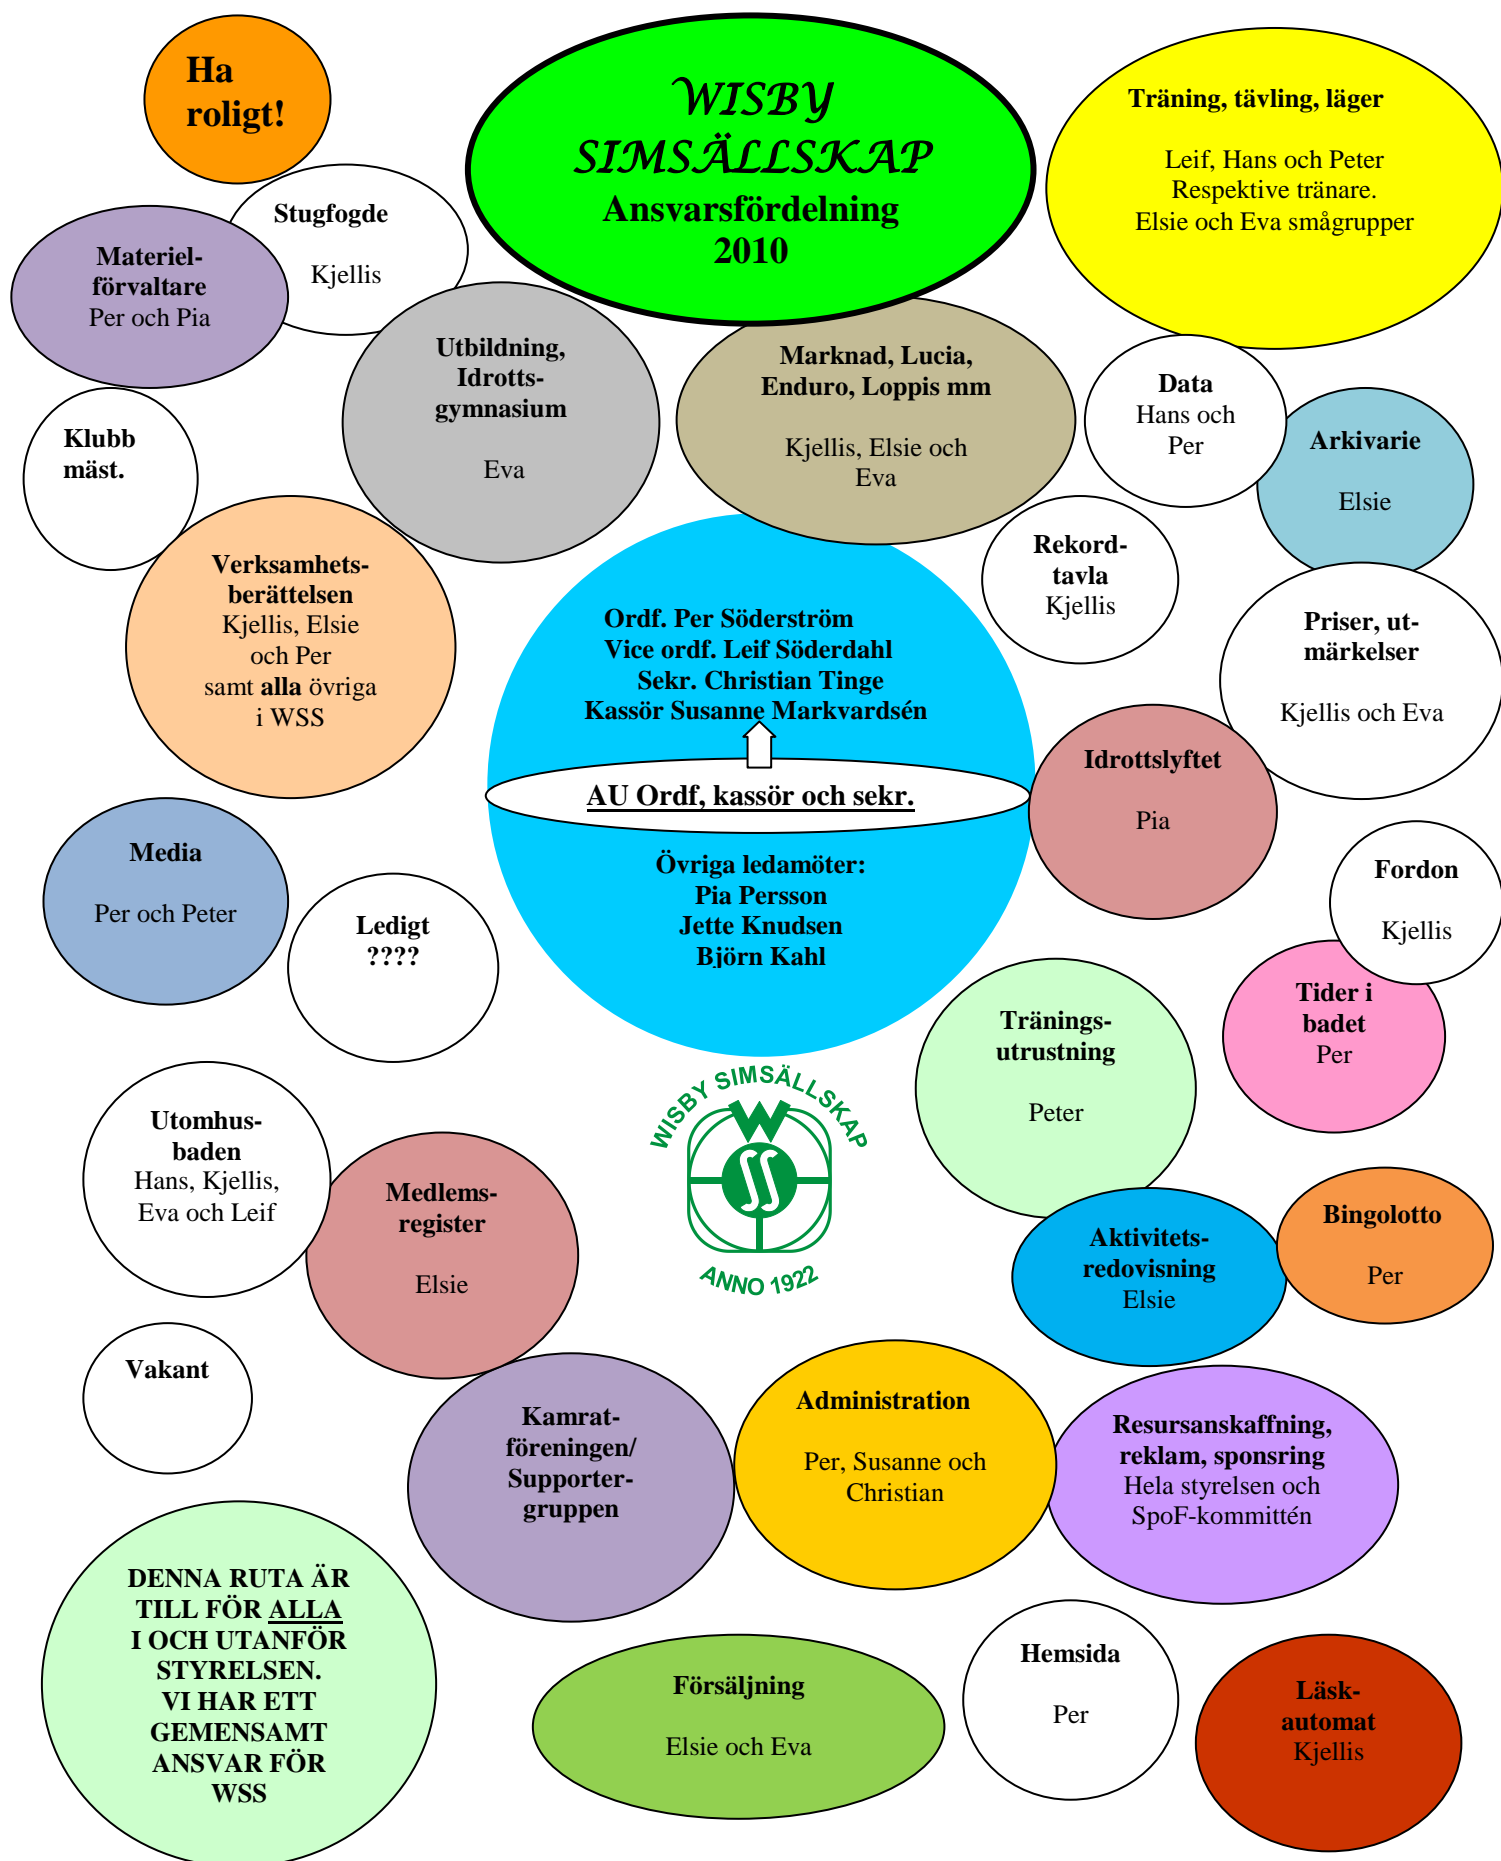 Ha
roligt!
WISBY
SIMSÄLLSKAP
Ansvarsfördelning
2010
Träning, tävling, läger
Leif, Hans och Peter
Respektive tränare.
Elsie och Eva smågrupper
Stugfogde
Kjellis
Materiel-
förvaltare
Per och Pia
Utbildning,
Idrotts-
gymnasium
Eva
Marknad, Lucia,
Enduro, Loppis mm
Kjellis, Elsie och
Eva
Data
Hans och
Per
Arkivarie
Elsie
Klubb
mäst.
Verksamhets-
berättelsen
Kjellis, Elsie
och Per
samt alla övriga
i WSS
Rekord-
tavla
Kjellis
Priser, ut-
märkelser
Kjellis och Eva
Ordf. Per Söderström
Vice ordf. Leif Söderdahl
Sekr. Christian Tinge
Kassör Susanne Markvardsén
AU Ordf, kassör och sekr.
Övriga ledamöter:
Pia Persson
Jette Knudsen
Björn Kahl
Idrottslyftet
Pia
Media
Per och Peter
Ledigt
????
Fordon
Kjellis
Tider i
badet
Per
Tränings-
utrustning
Peter
Utomhus-
baden
Hans, Kjellis,
Eva och Leif
Medlems-
register
Elsie
WISBY SIMSÄLLSKAP
W
SS
ANNO 1922
Aktivitets-
redovisning
Elsie
Bingolotto
Per
Vakant
Kamrat-
föreningen/
Supporter-
gruppen
Administration
Per, Susanne och
Christian
Resursanskaffning,
reklam, sponsring
Hela styrelsen och
SpoF-kommittén
DENNA RUTA ÄR
TILL FÖR ALLA
I OCH UTANFÖR
STYRELSEN.
VI HAR ETT
GEMENSAMT
ANSVAR FÖR
WSS
Försäljning
Elsie och Eva
Hemsida
Per
Läsk-
automat
Kjellis